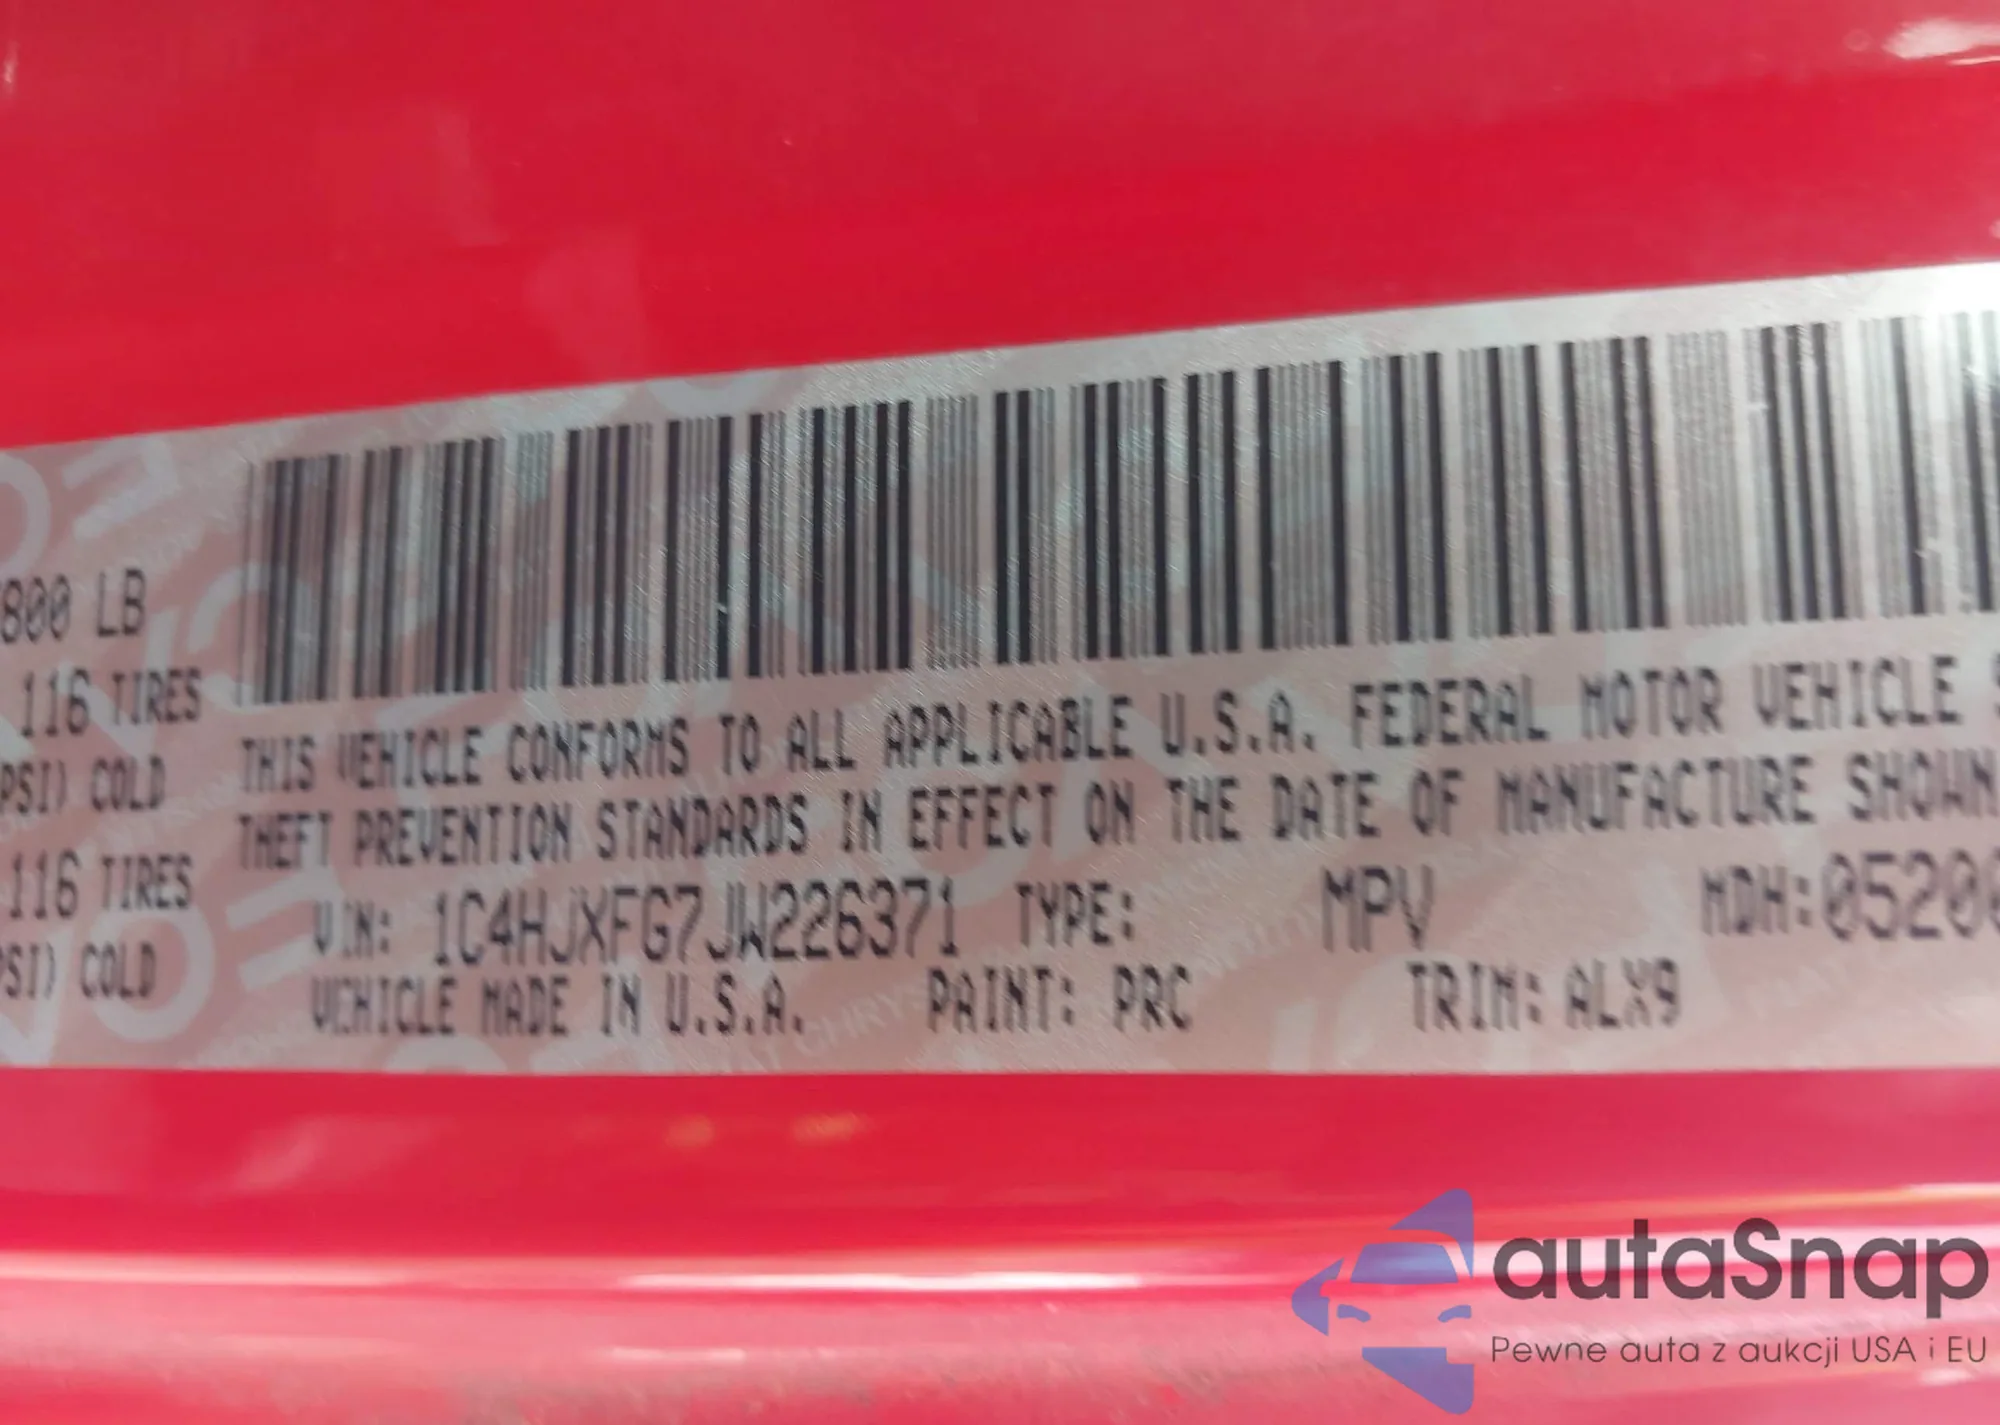 800 LB
116 TIRES
PSI) COLD
116 TIRES
PSI) COLD
THIS VEHICLE CONFORMS TO ALL APPLICABLE U.S.A. FEDERAL MOTOR VEHICLE S
THEFT PREVENTION STANDARDS IN EFFECT ON THE DATE OF MANUFACTURE SHOWN
VIN: 1C4HJXFG7JW226371 TYPE: MPV MDH:05200
VEHICLE MADE IN U.S.A. PAINT: PRC TRIM: ALX9
autaSnap
Pewne auta z aukcji USA i EU